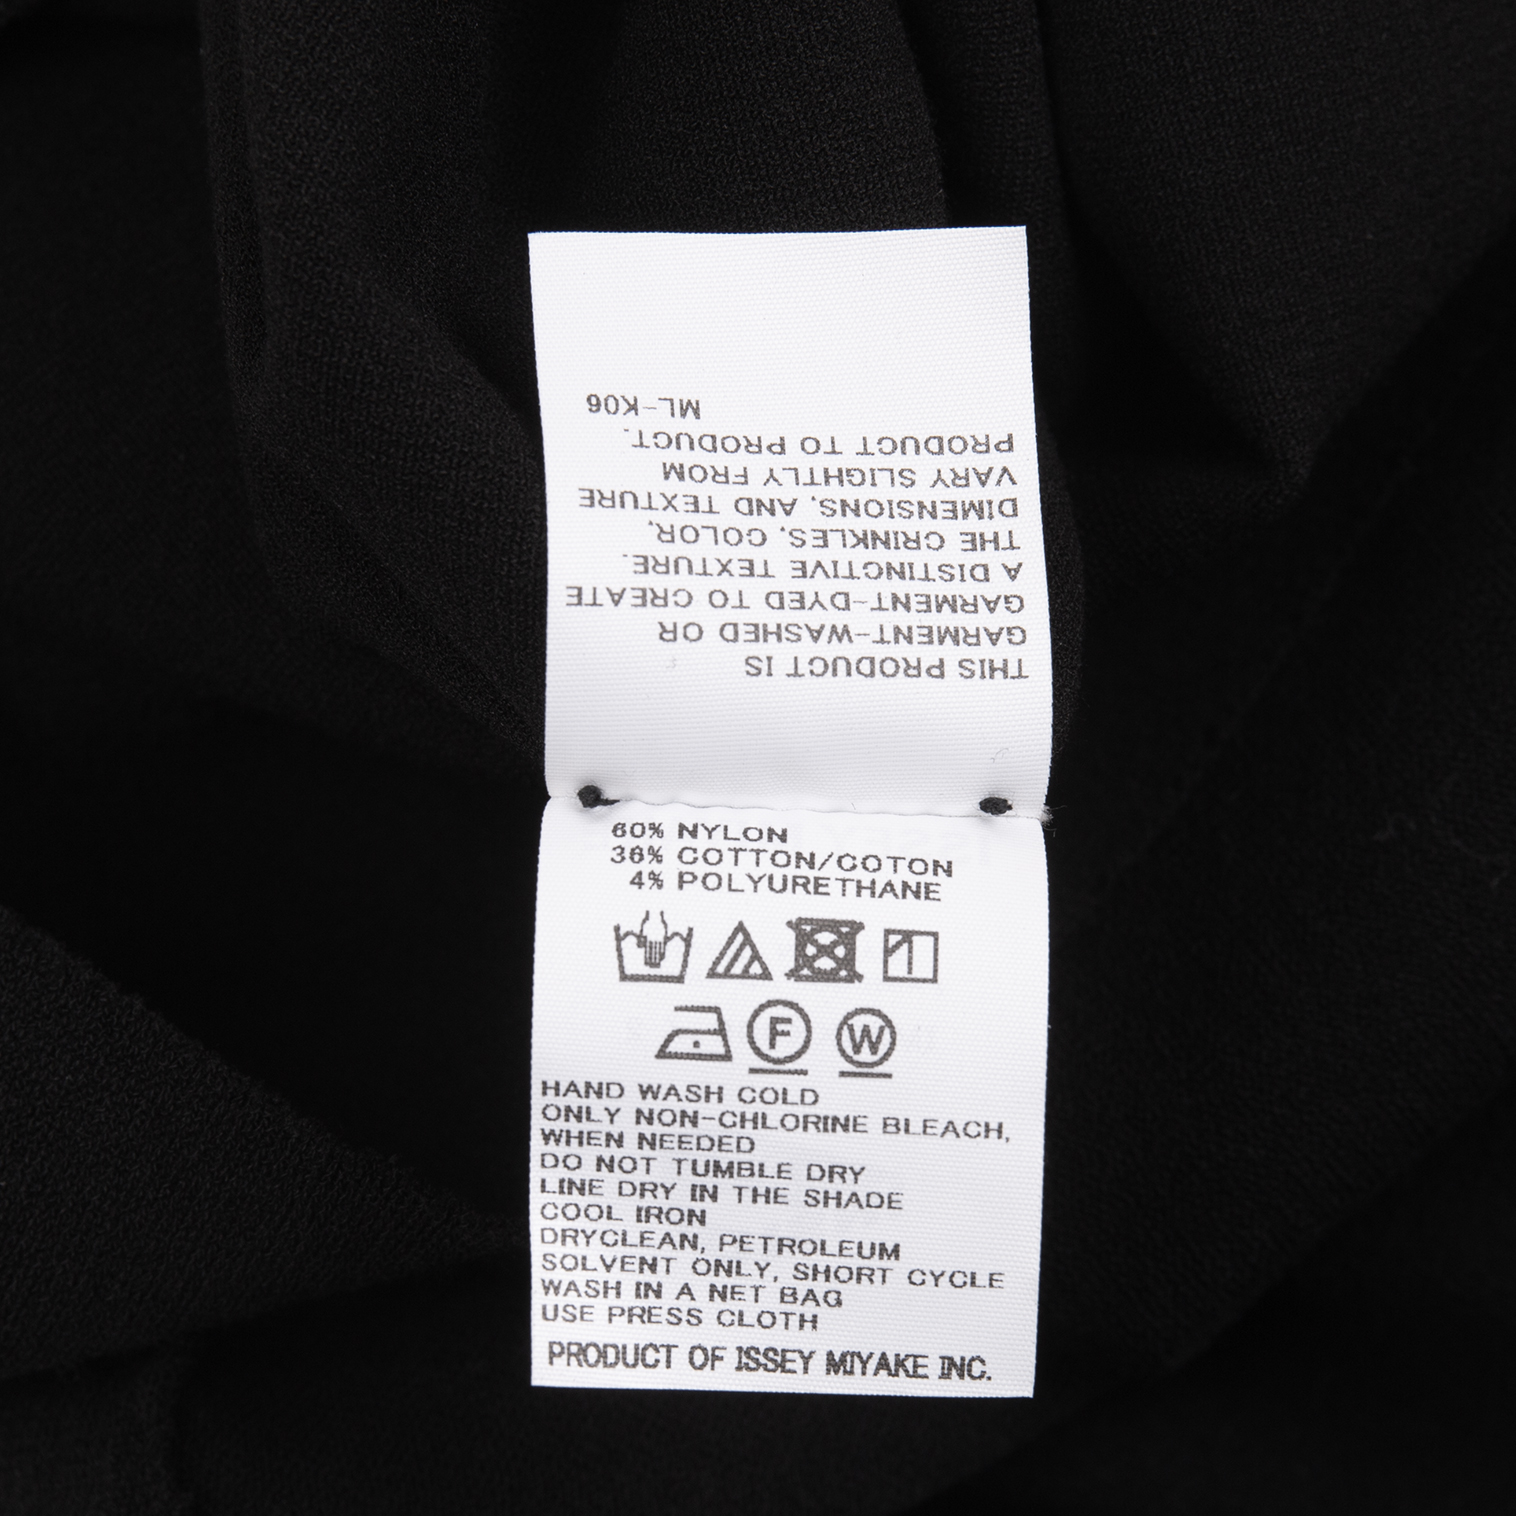 THIS PRODUCT IS
GARMENT-WASHED OR
GARMENT-DYED TO CREATE
A DISTINCTIVE TEXTURE.
THE CRINKLES, COLOR,
DIMENSIONS, AND TEXTURE
VARY SLIGHTLY FROM
PRODUCT TO PRODUCT.
ML-K06
60% NYLON
36% COTTON/COTON
4% POLYURETHANE
F W
HAND WASH COLD
ONLY NON-CHLORINE BLEACH,
WHEN NEEDED
DO NOT TUMBLE DRY
LINE DRY IN THE SHADE
COOL IRON
DRYCLEAN, PETROLEUM
SOLVENT ONLY, SHORT CYCLE
WASH IN A NET BAG
USE PRESS CLOTH
PRODUCT OF ISSEY MIYAKE INC.